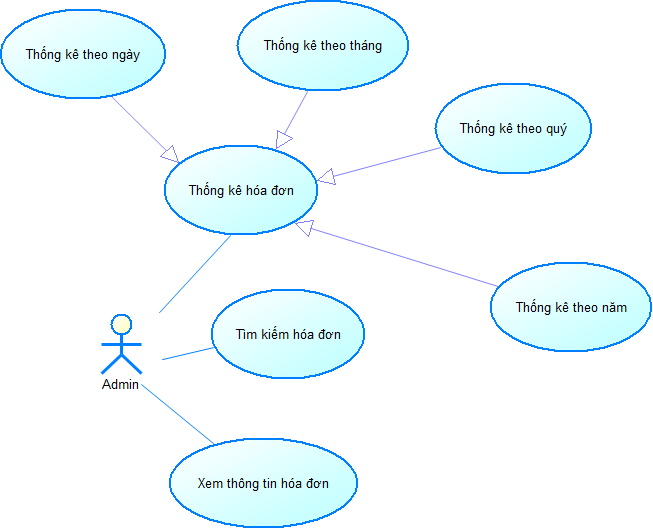 Thống kê theo ngày
Thống kê theo tháng
Thống kê theo quý
Thống kê hóa đơn
Thống kê theo năm
Tìm kiếm hóa đơn
Admin
Xem thông tin hóa đơn